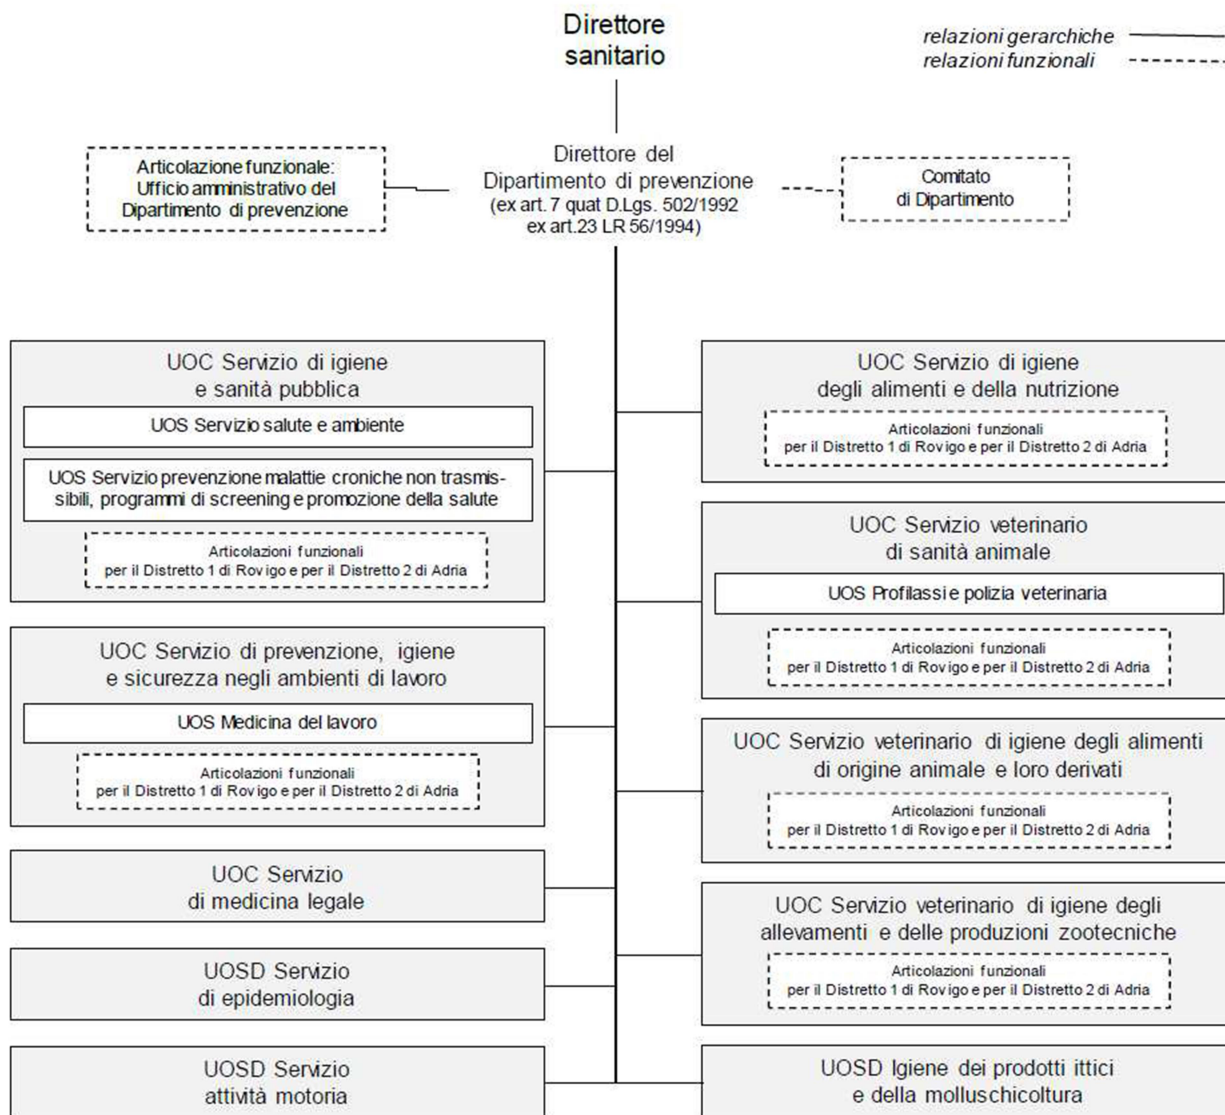 Direttore
sanitario
relazioni gerarchiche
relazioni funzionali
Articolazione funzionale:
Ufficio amministrativo del
Dipartimento di prevenzione
Direttore del
Dipartimento di prevenzione
(ex art. 7 quat D.Lgs. 502/1992
ex art.23 LR 56/1994)
Comitato
di Dipartimento
UOC Servizio di igiene
e sanità pubblica
UOS Servizio salute e ambiente
UOS Servizio prevenzione malattie croniche non trasmis-
sibili, programmi di screening e promozione della salute
Articolazioni funzionali
per il Distretto 1 di Rovigo e per il Distretto 2 di Adria
UOC Servizio di prevenzione, igiene
e sicurezza negli ambienti di lavoro
UOS Medicina del lavoro
Articolazioni funzionali
per il Distretto 1 di Rovigo e per il Distretto 2 di Adria
UOC Servizio
di medicina legale
UOSD Servizio
di epidemiologia
UOSD Servizio
attività motoria
UOC Servizio di igiene
degli alimenti e della nutrizione
Articolazioni funzionali
per il Distretto 1 di Rovigo e per il Distretto 2 di Adria
UOC Servizio veterinario
di sanità animale
UOS Profilassi e polizia veterinaria
Articolazioni funzionali
per il Distretto 1 di Rovigo e per il Distretto 2 di Adria
UOC Servizio veterinario di igiene degli alimenti
di origine animale e loro derivati
Articolazioni funzionali
per il Distretto 1 di Rovigo e per il Distretto 2 di Adria
UOC Servizio veterinario di igiene degli
allevamenti e delle produzioni zootecniche
Articolazioni funzionali
per il Distretto 1 di Rovigo e per il Distretto 2 di Adria
UOSD Igiene dei prodotti ittici
e della molluschicoltura